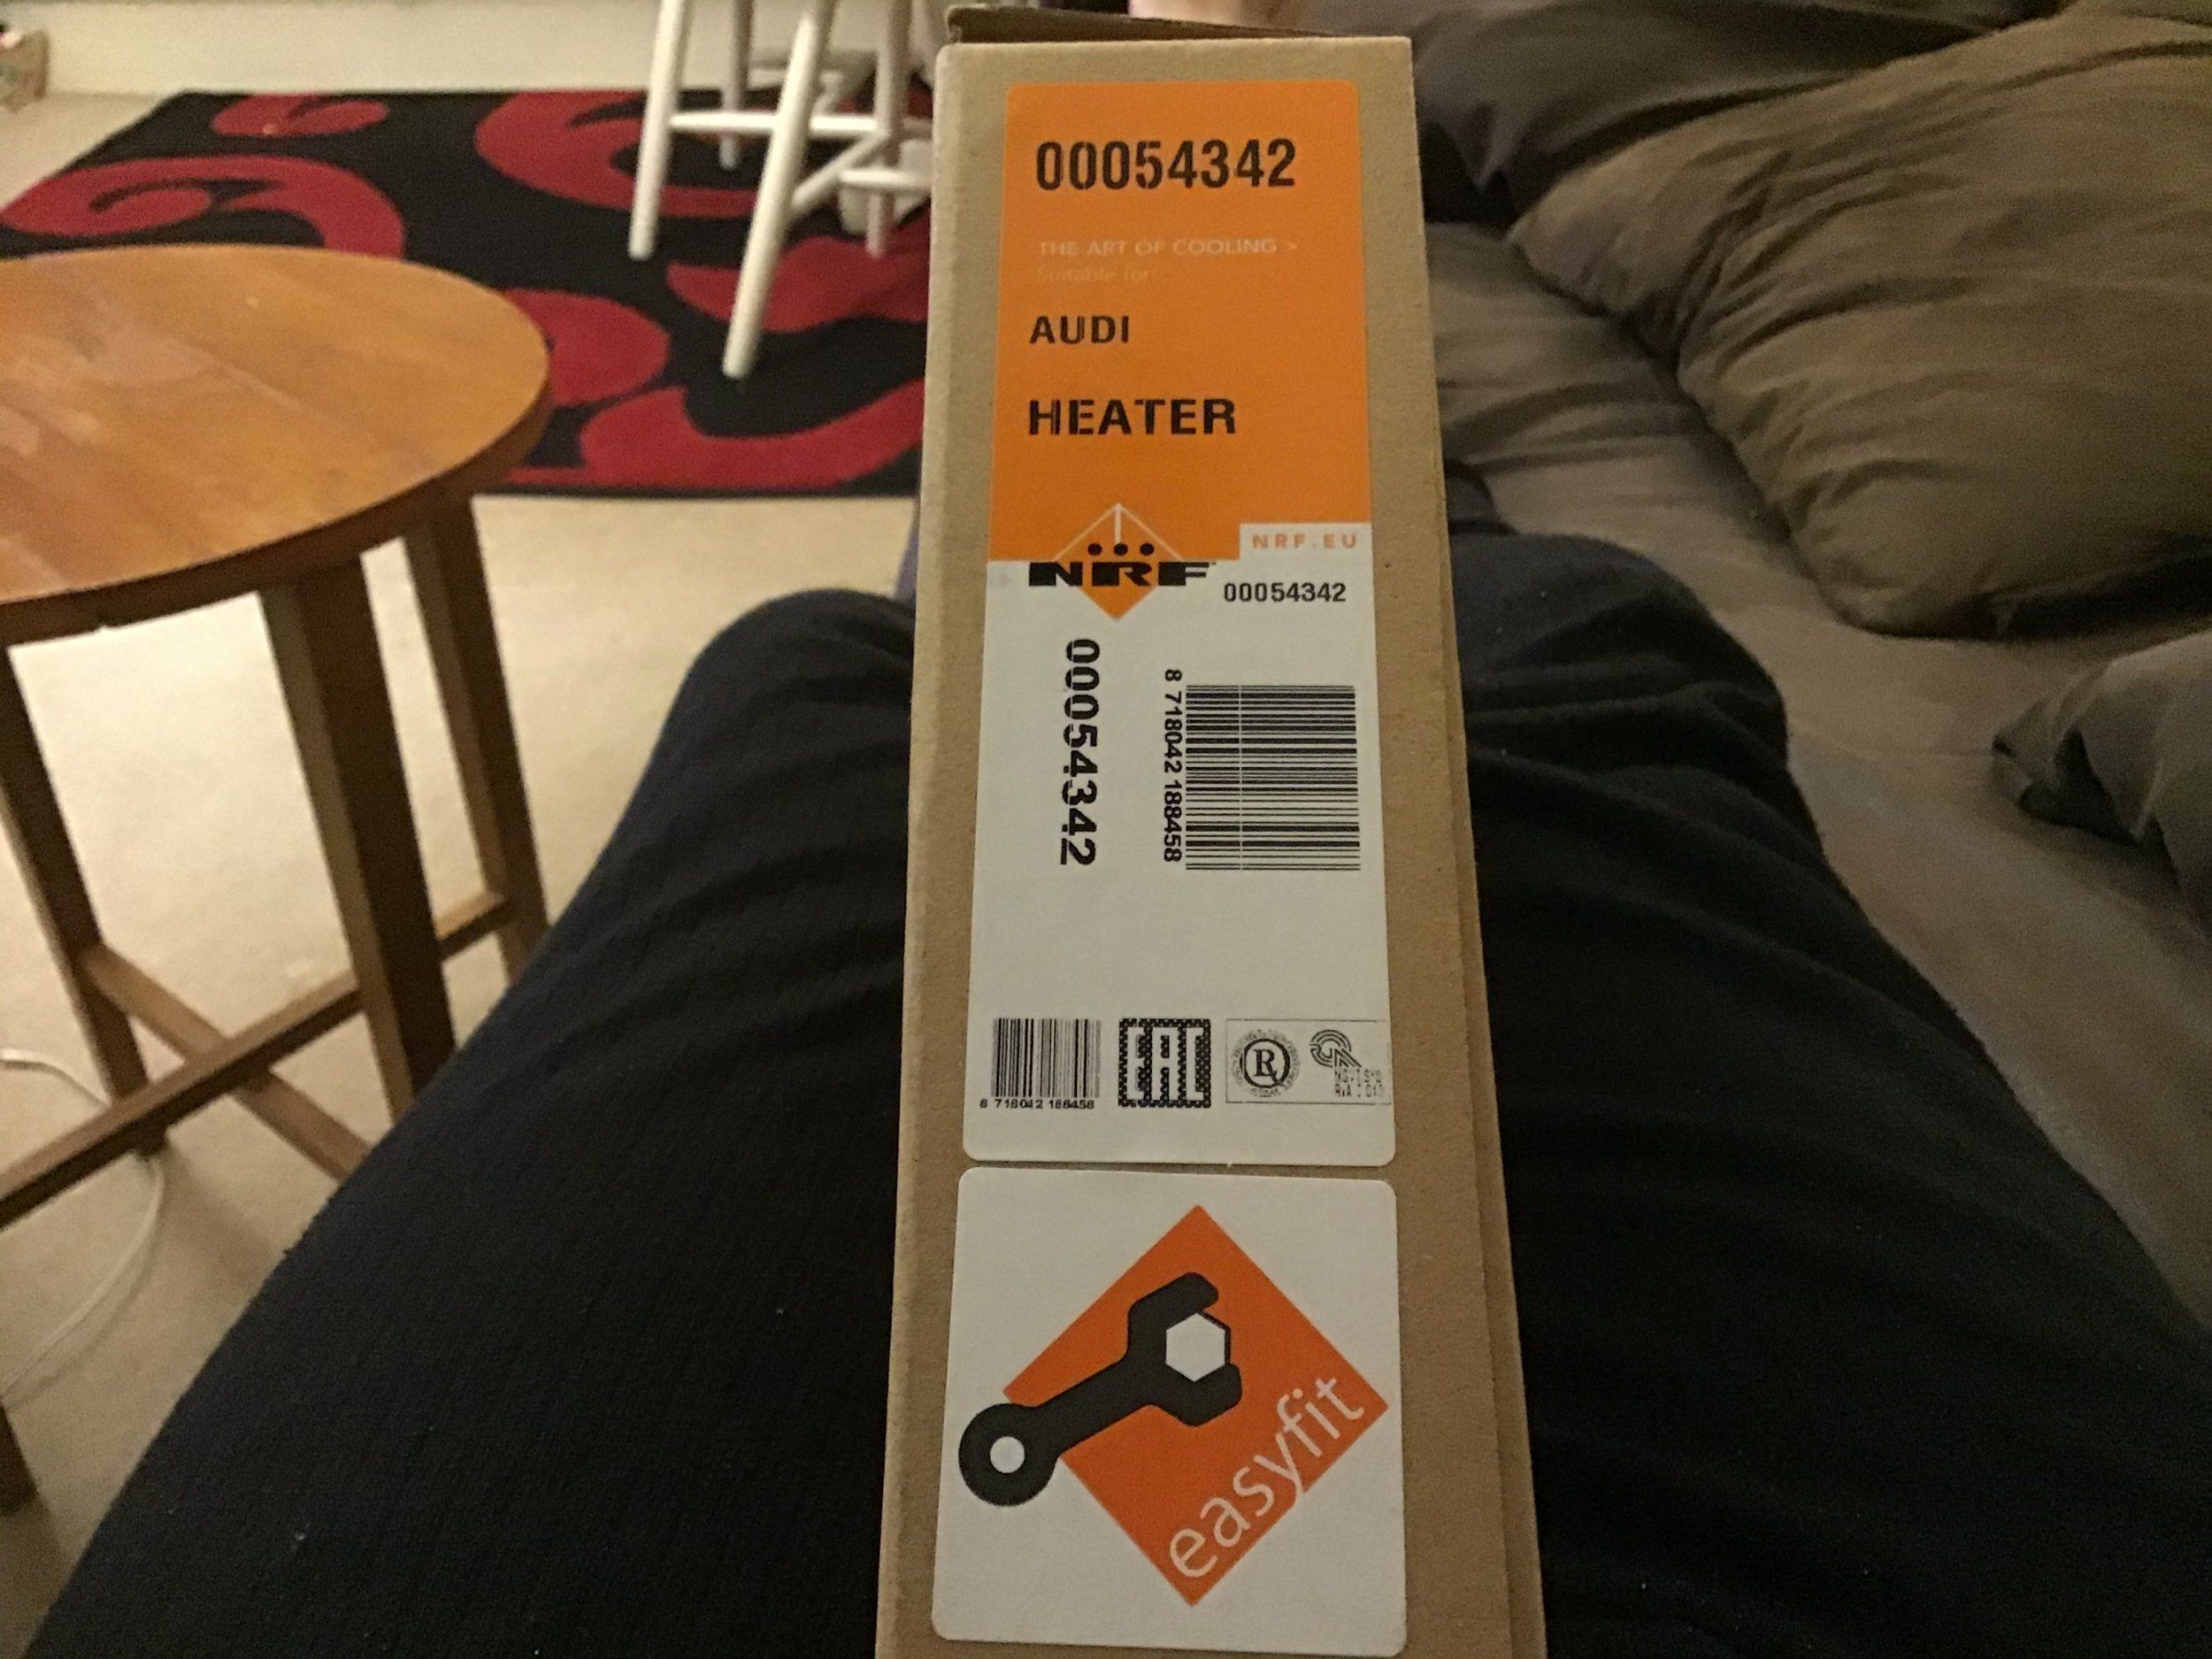 00054342
THE ART OF COOLING >
Suitable for
AUDI
HEATER
NRF.EU
NRF
00054342
00054342
8 718042 188458
8 718042 188458
EAC
R
easyfit